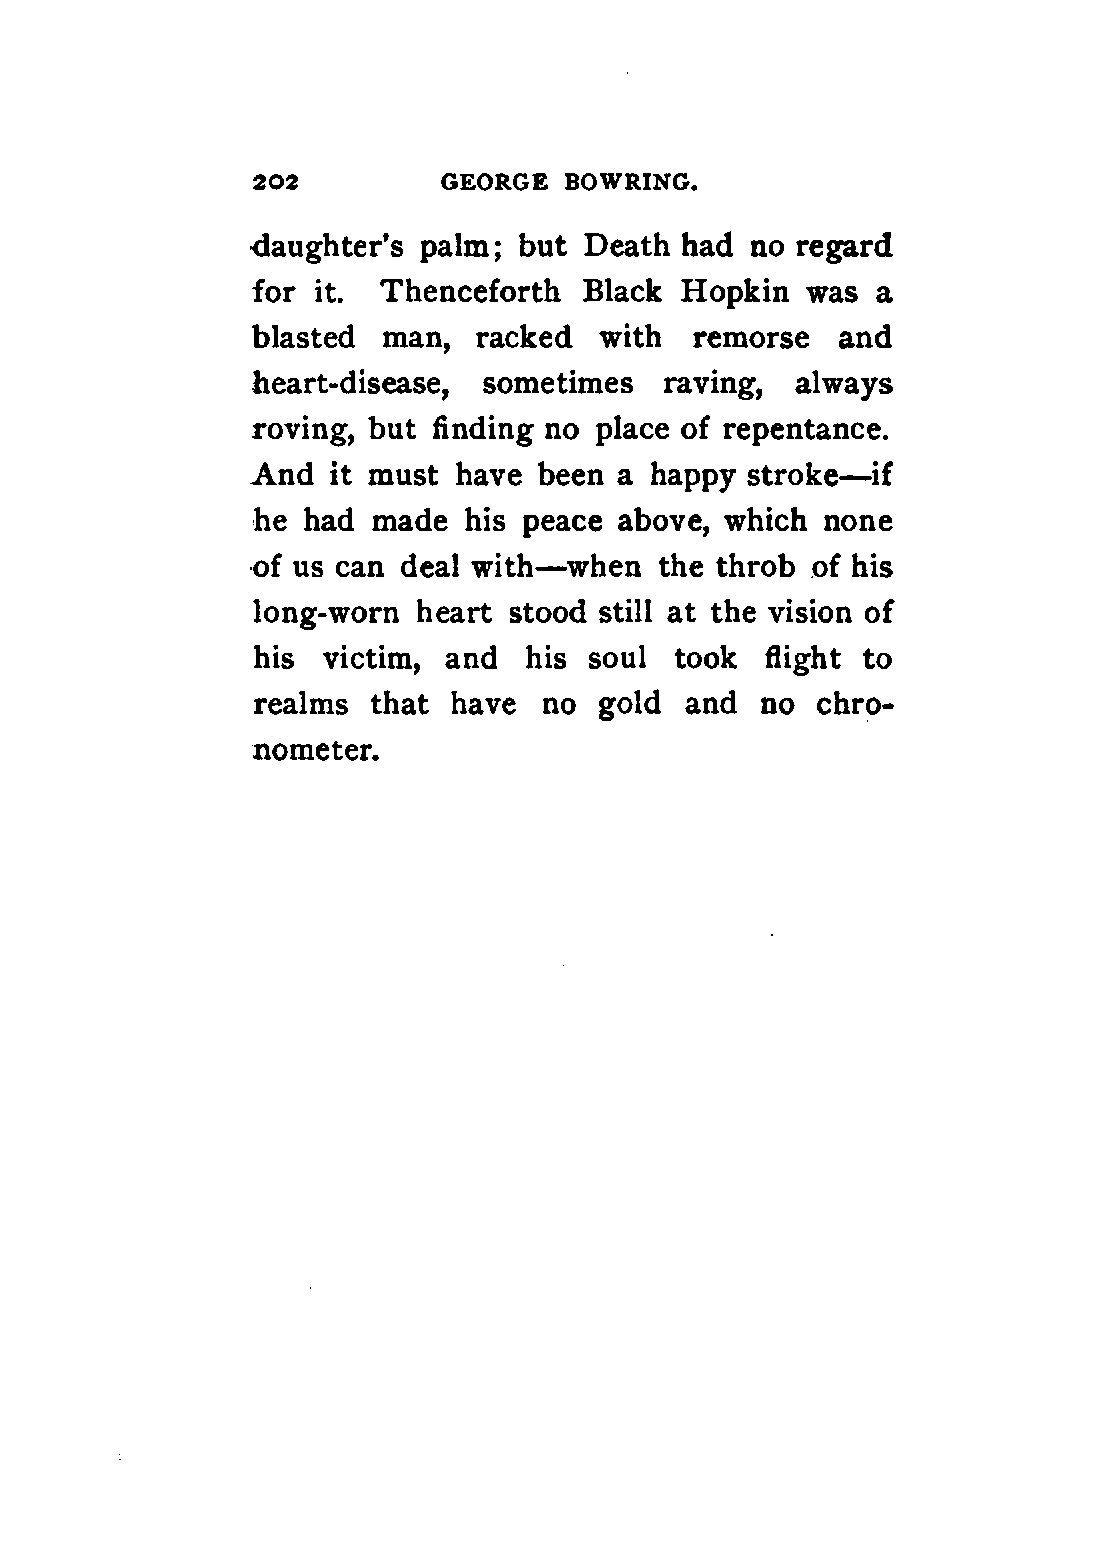 202 GEORGE BOWRING.
daughter's palm; but Death had no regard
for it. Thenceforth Black Hopkin was a
blasted man, racked with remorse and
heart-disease, sometimes raving, always
roving, but finding no place of repentance.
And it must have been a happy stroke—if
he had made his peace above, which none
of us can deal with—when the throb of his
long-worn heart stood still at the vision of
his victim, and his soul took flight to
realms that have no gold and no chro-
nometer.